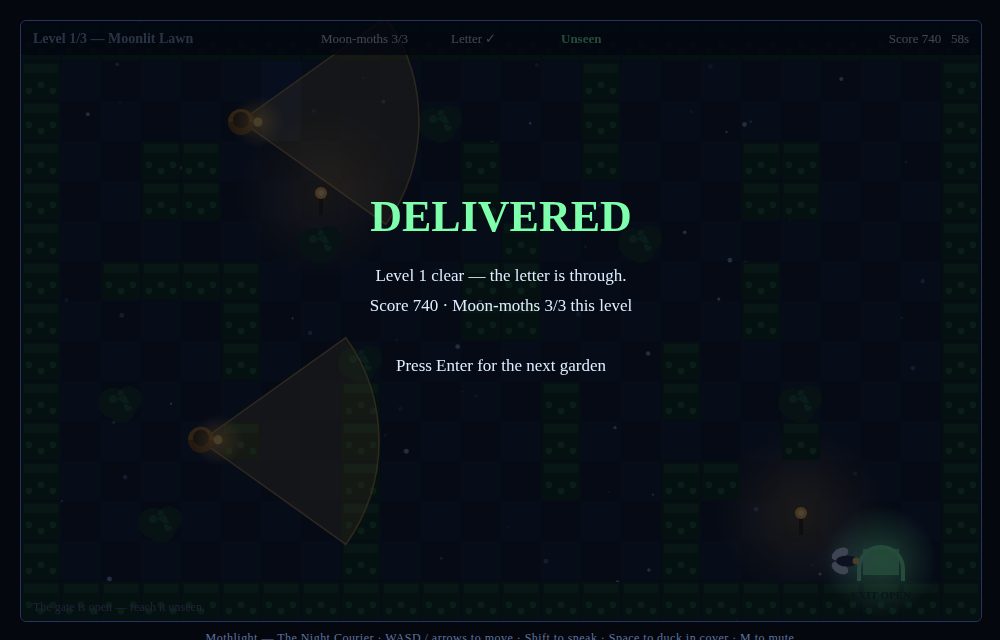 Level 1/3 — Moonlit Lawn Moon-moths 3/3 Letter ✓ Unseen Score 740 58s
DELIVERED
Level 1 clear — the letter is through.
Score 740 · Moon-moths 3/3 this level
Press Enter for the next garden
EXIT OPEN
The gate is open — reach it unseen.
Mothlight — The Night Courier · WASD / arrows to move · Shift to speak · Space to duck in cover · M to mute